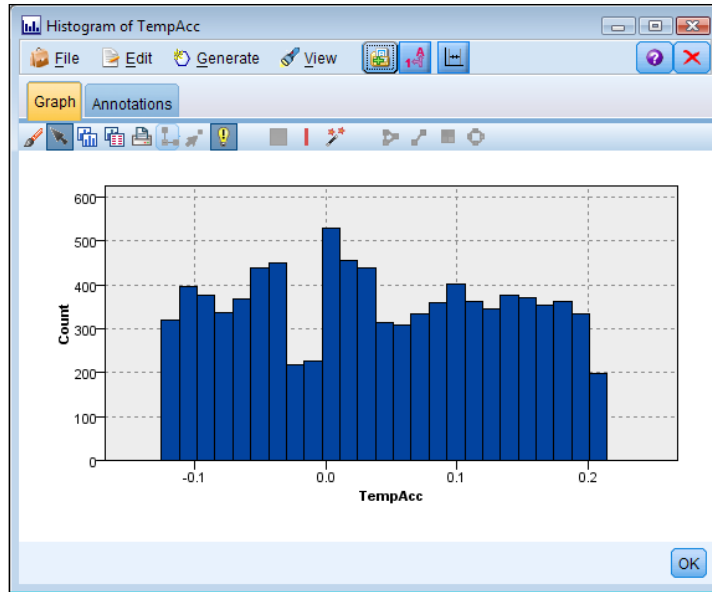 Histogram of TempAcc
File Edit Generate View
Graph Annotations
600
500
400
300
200
100
0
Count
-0.1 0.0 0.1 0.2
TempAcc
OK